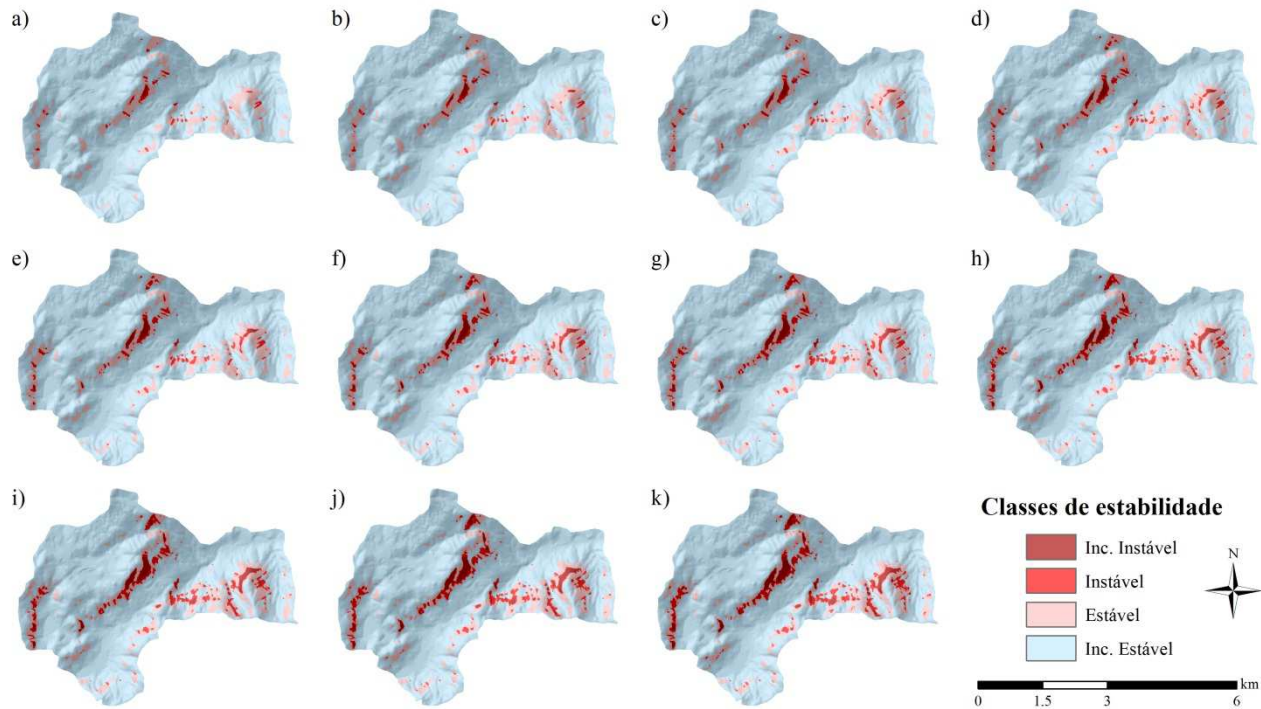 a)
b)
c)
d)
e)
f)
g)
h)
i)
j)
k)
Classes de estabilidade
Inc. Instável
Instável
Estável
Inc. Estável
N
km
0 1.5 3 6